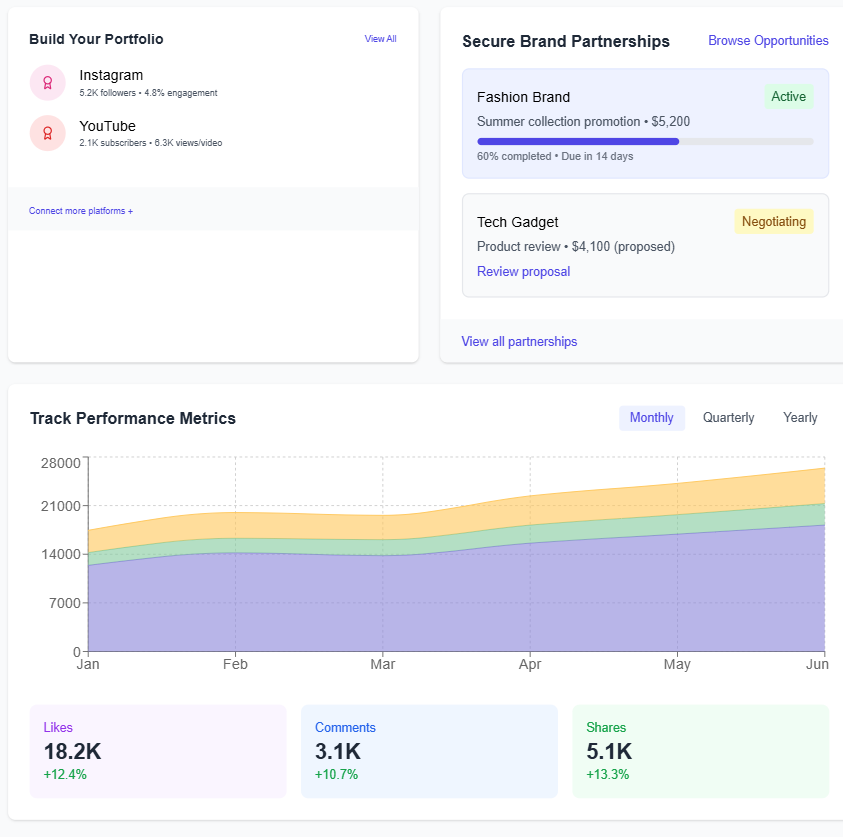 Build Your Portfolio
View All
Instagram
5.2K followers • 4.8% engagement
YouTube
2.1K subscribers • 6.3K views/video
Connect more platforms +
Secure Brand Partnerships
Browse Opportunities
Fashion Brand
Active
Summer collection promotion • $5,200
60% completed • Due in 14 days
Tech Gadget
Negotiating
Product review • $4,100 (proposed)
Review proposal
View all partnerships
Track Performance Metrics
Monthly
Quarterly
Yearly
28000
21000
14000
7000
0
Jan
Feb
Mar
Apr
May
Jun
Likes
18.2K
+12.4%
Comments
3.1K
+10.7%
Shares
5.1K
+13.3%